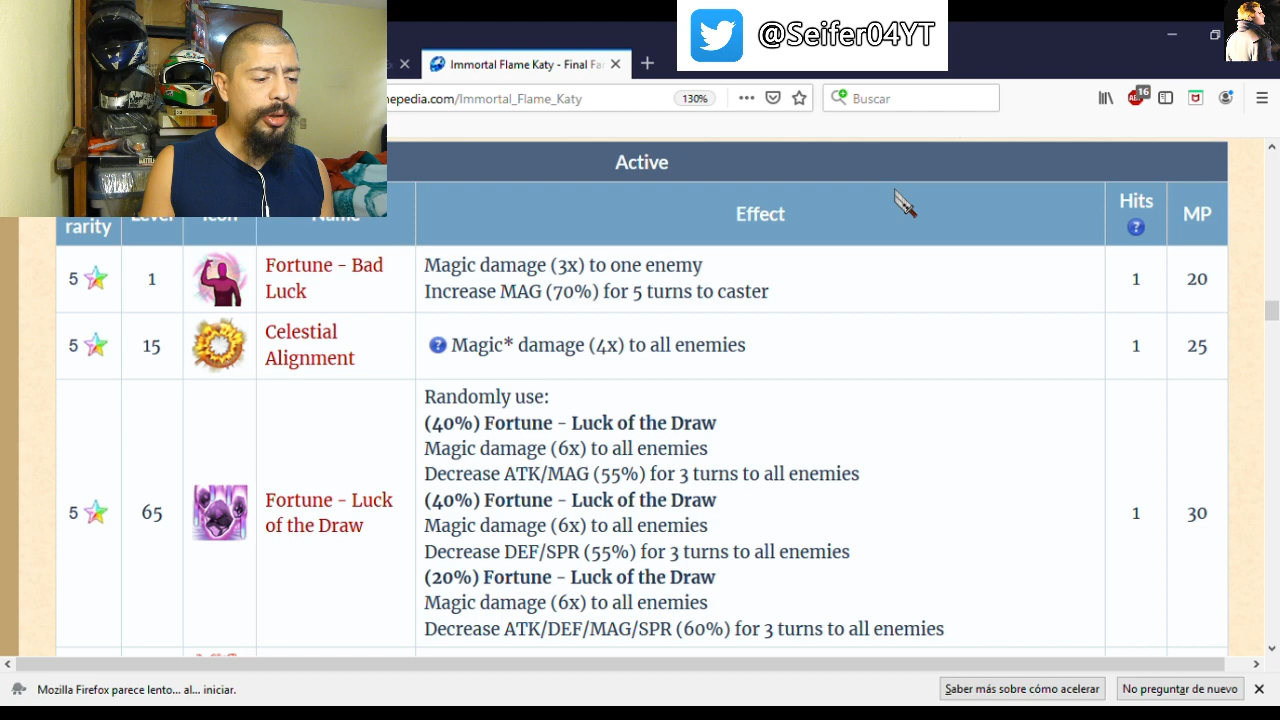 @Seifer04YT
Immortal Flame Katy - Final Fa
nepedia.com/Immortal_Flame_Katy
130%
Buscar
16
Active
rarity
Level
Icon
Name
Effect
Hits
MP
5
1
Fortune - Bad
Luck
Magic damage (3x) to one enemy
Increase MAG (70%) for 5 turns to caster
1
20
5
15
Celestial
Alignment
Magic* damage (4x) to all enemies
1
25
5
65
Fortune - Luck
of the Draw
Randomly use:
(40%) Fortune - Luck of the Draw
Magic damage (6x) to all enemies
Decrease ATK/MAG (55%) for 3 turns to all enemies
(40%) Fortune - Luck of the Draw
Magic damage (6x) to all enemies
Decrease DEF/SPR (55%) for 3 turns to all enemies
(20%) Fortune - Luck of the Draw
Magic damage (6x) to all enemies
Decrease ATK/DEF/MAG/SPR (60%) for 3 turns to all enemies
1
30
Mozilla Firefox parece lento... al... iniciar.
Saber más sobre cómo acelerar
No preguntar de nuevo